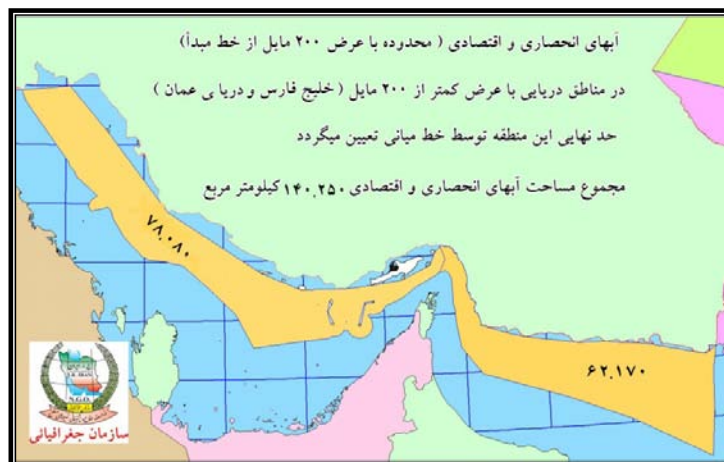 آبهای انحصاری و اقتصادی ( محدوده با عرض ۲۰۰ مایل از خط مبدأ)
در مناطق دریایی با عرض کمتر از ۲۰۰ مایل ( خلیج فارس و دریا یی عمان )
حد نهایی این منطقه توسط خط میانی تعیین میگردد
مجموع مساحت آبهای انحصاری و اقتصادی ۱۴۰.۲۵۰ کیلومتر مربع
۷۸.۰۸۰
۶۲.۱۷۰
N.G.O.
سازمان جغرافیائی